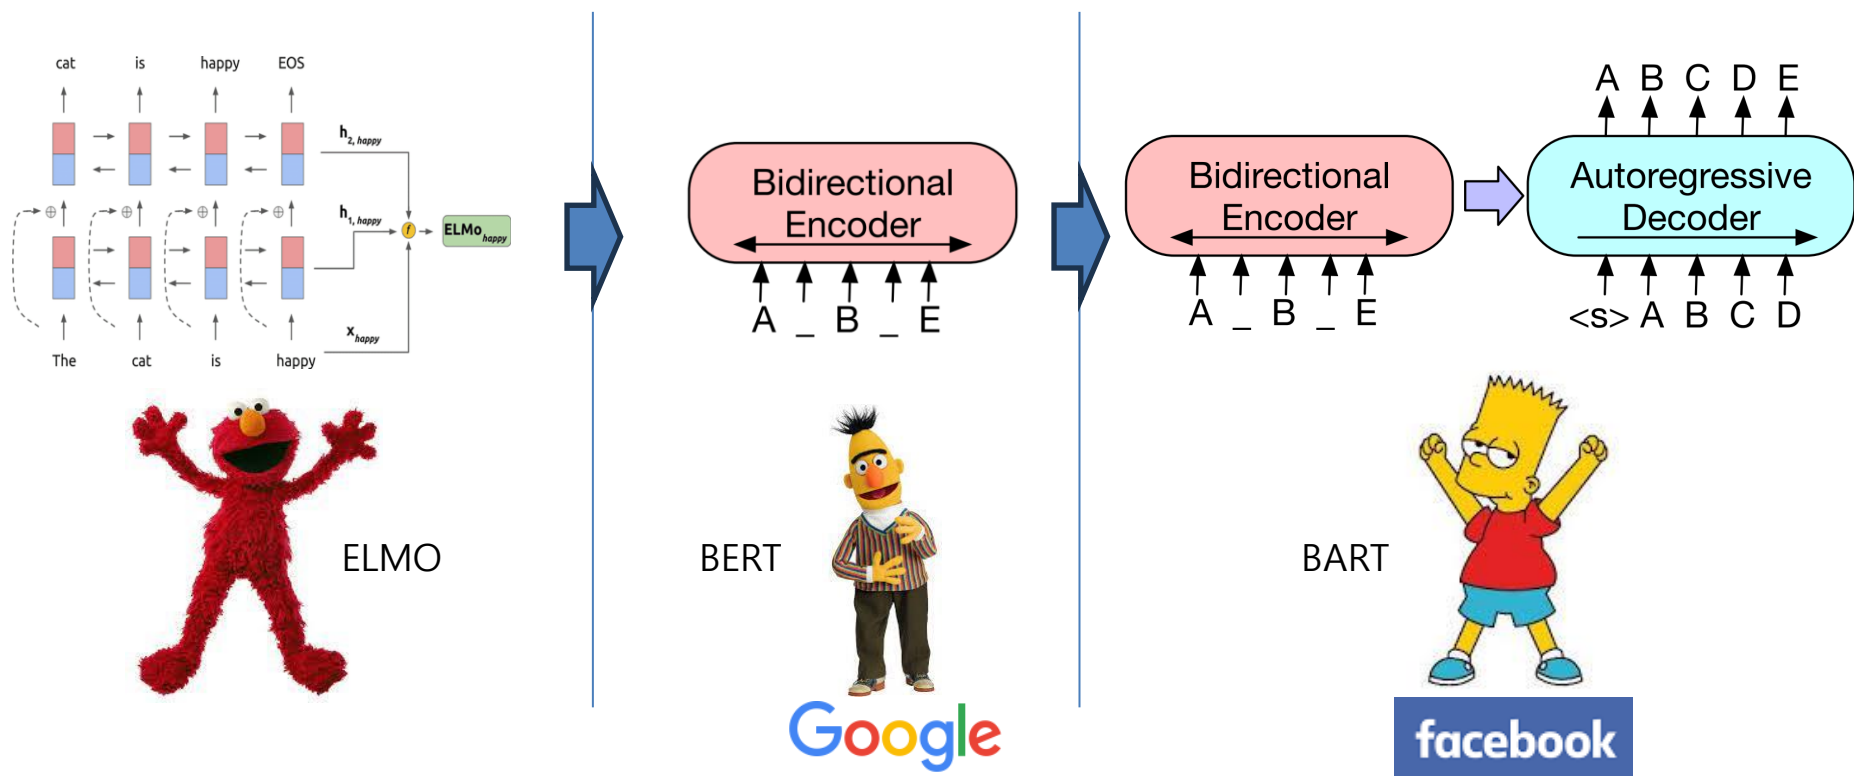 cat is happy EOS
h2, happy
h1, happy
f
ELMo happy
x happy
The cat is happy
ELMO
Bidirectional
Encoder
A _ B _ E
BERT
Google
Bidirectional
Encoder
A _ B _ E
A B C D E
Autoregressive
Decoder
<s> A B C D
BART
facebook